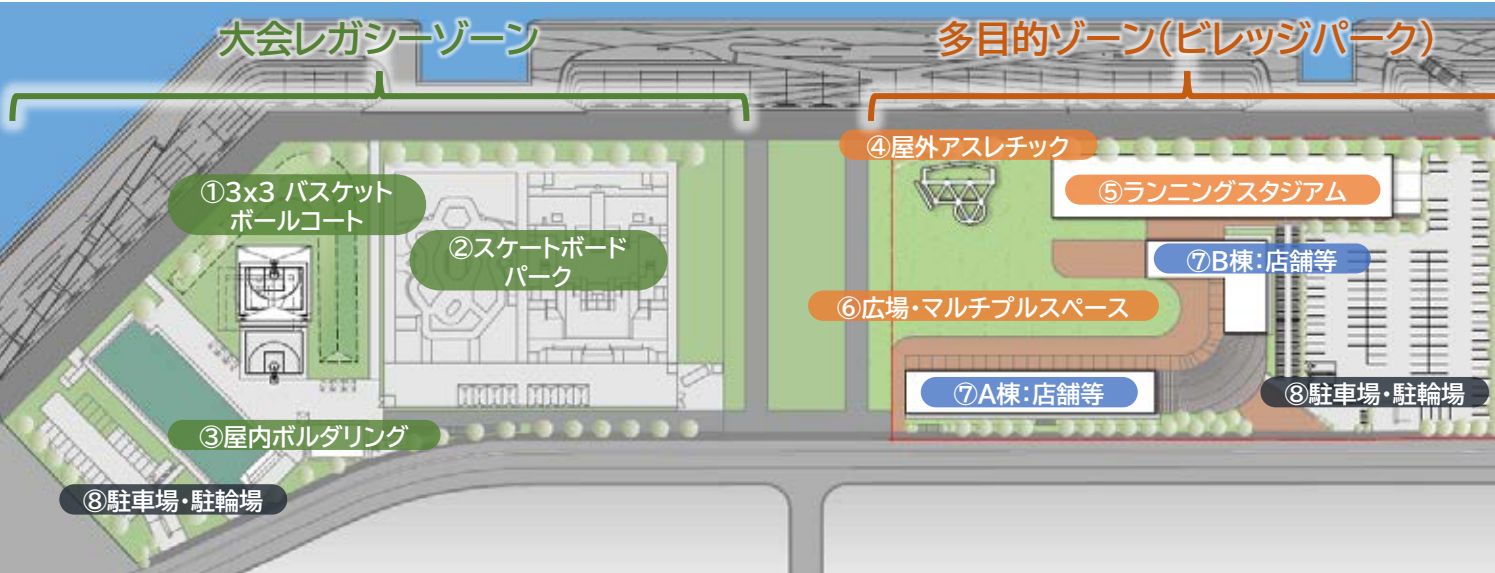 大会レガシーゾーン
多目的ゾーン(ビレッジパーク)
①3x3 バスケット
ボールコート
②スケートボード
パーク
③屋内ボルダリング
⑧駐車場・駐輪場
④屋外アスレチック
⑤ランニングスタジアム
⑦B棟:店舗等
⑥広場・マルチプルスペース
⑦A棟:店舗等
⑧駐車場・駐輪場